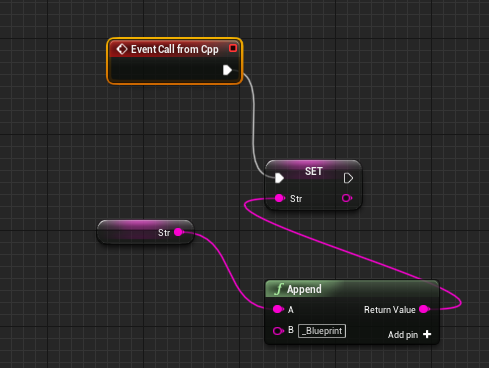 Event Call from Cpp
SET
Str
Str
Append
A
Return Value
B
_Blueprint
Add pin